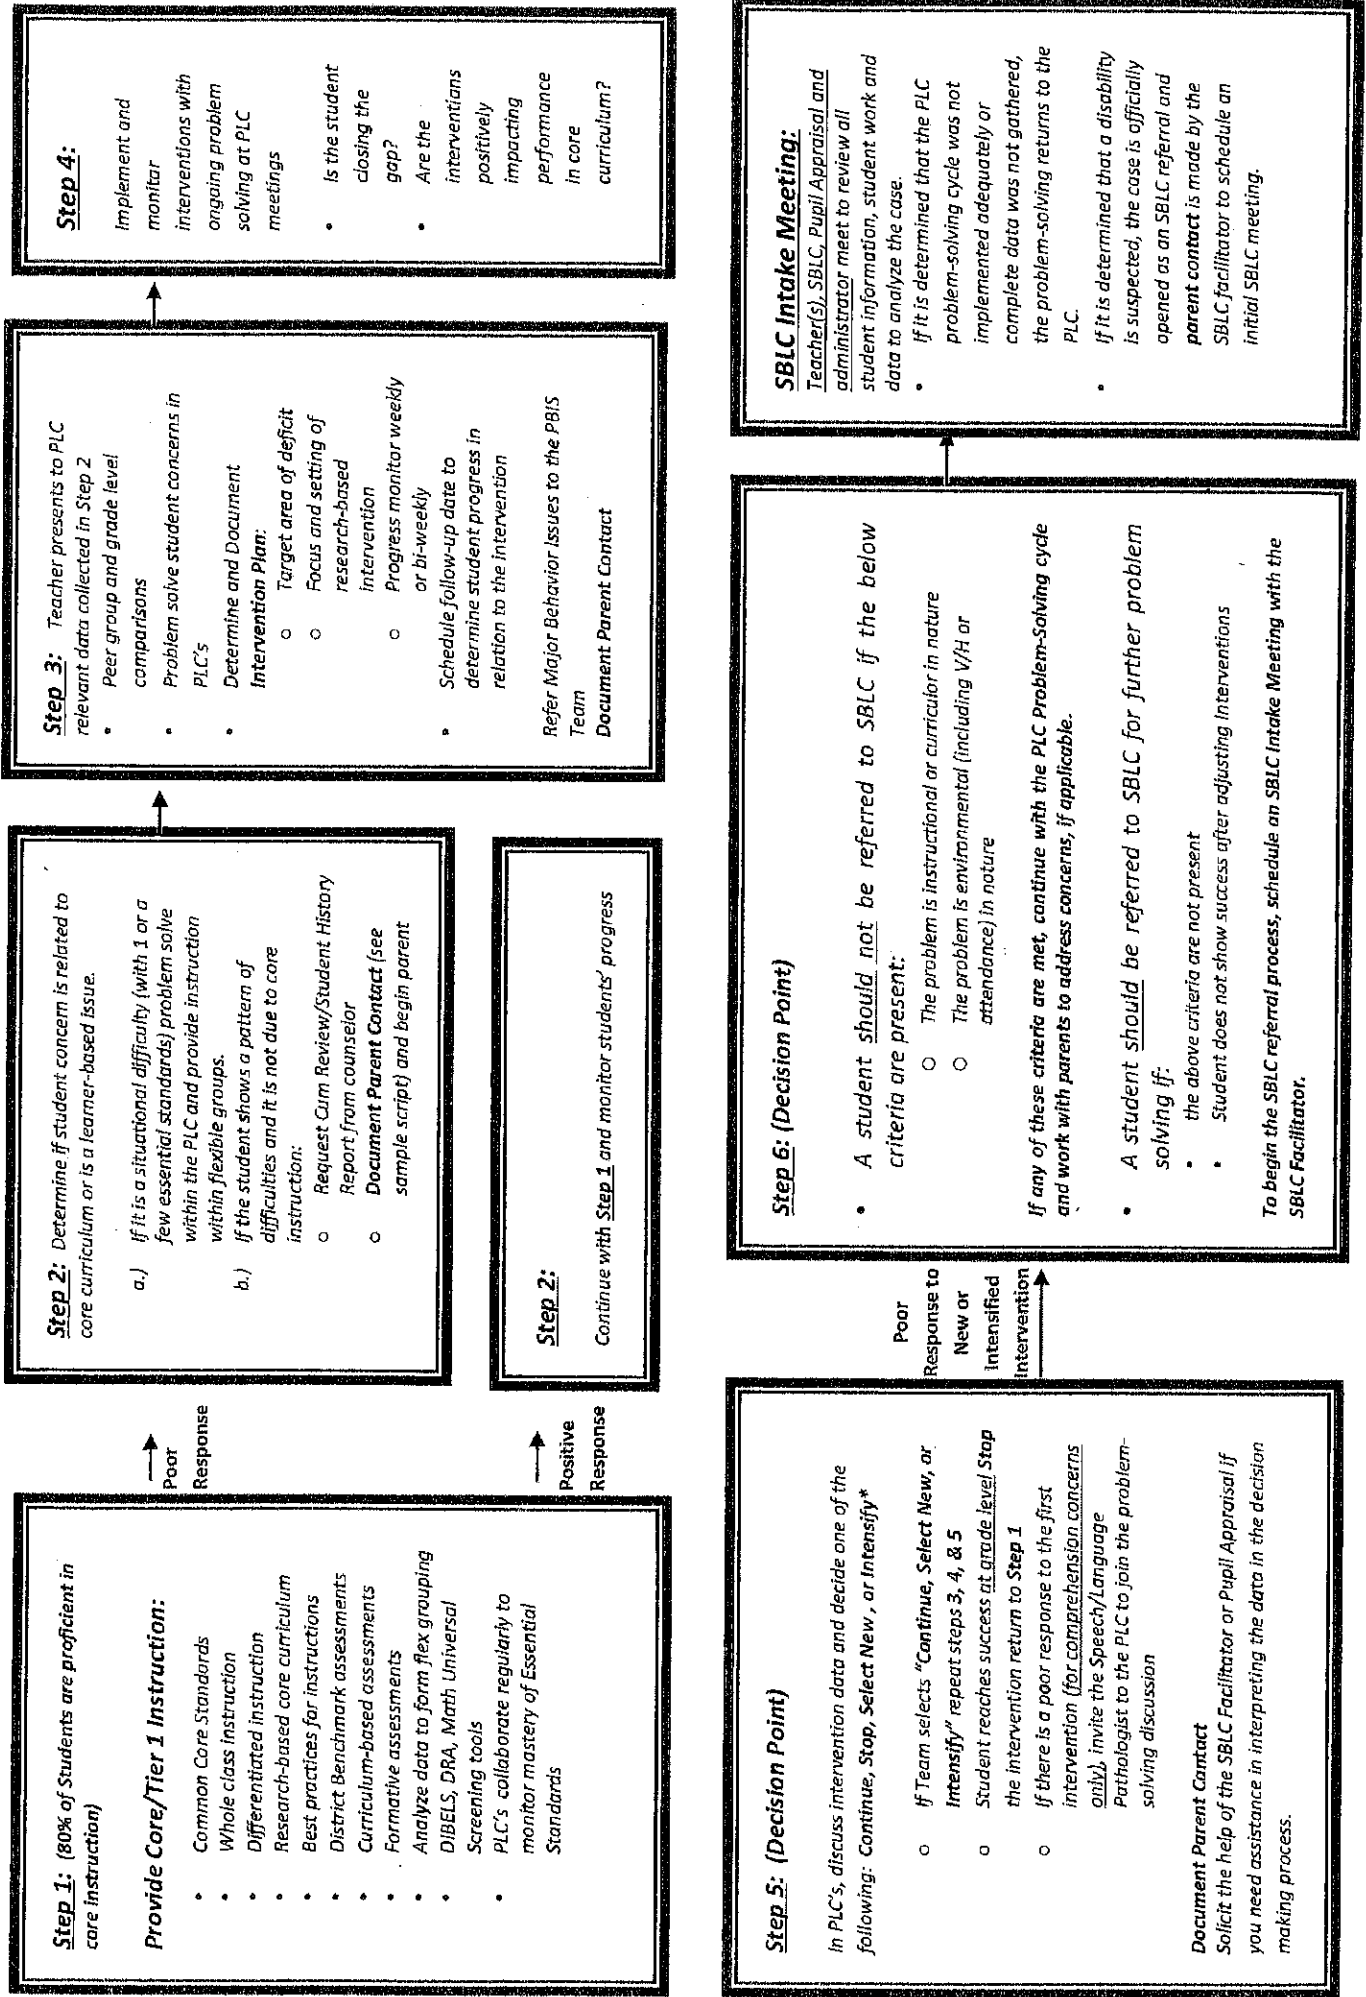 Step 1: (80% of Students are proficient in
core instruction)
Provide Core/Tier 1 Instruction:
• Common Core Standards
• Whole class instruction
• Differentiated instruction
• Research-based core curriculum
• Best practices for instructions
• District Benchmark assessments
• Curriculum-based assessments
• Formative assessments
• Analyze data to form flex grouping
• DIBELS, DRA, Math Universal
Screening tools
• PLC's collaborate regularly to
monitor mastery of Essential
Standards
Poor
Response
Positive
Response
Step 2: Determine if student concern is related to
core curriculum or is a learner-based issue.
a.) If it is a situational difficulty (with 1 or a
few essential standards) problem solve
within the PLC and provide instruction
within flexible groups.
b.) If the student shows a pattern of
difficulties and it is not due to core
instruction:
o Request Cum Review/Student History
Report from counselor
o Document Parent Contact (see
sample script) and begin parent
Step 2:
Continue with Step 1 and monitor students' progress
Step 3: Teacher presents to PLC
relevant data collected in Step 2
• Peer group and grade level
comparisons
• Problem solve student concerns in
PLC's
• Determine and Document
Intervention Plan:
o Target area of deficit
o Focus and setting of
research-based
intervention
o Progress monitor weekly
or bi-weekly
• Schedule follow-up date to
determine student progress in
relation to the intervention
Refer Major Behavior Issues to the PBIS
Team
Document Parent Contact
Step 4:
Implement and
monitor
interventions with
ongoing problem
solving at PLC
meetings
• Is the student
closing the
gap?
• Are the
interventions
positively
impacting
performance
in core
curriculum?
Step 5: (Decision Point)
In PLC's, discuss intervention data and decide one of the
following: Continue, Stop, Select New, or Intensify*
o If Team selects "Continue, Select New, or
Intensify" repeat steps 3, 4, & 5
o Student reaches success at grade level Stop
the intervention return to Step 1
o If there is a poor response to the first
intervention (for comprehension concerns
only), invite the Speech/Language
Pathologist to the PLC to join the problem-
solving discussion
Document Parent Contact
Solicit the help of the SBLC Facilitator or Pupil Appraisal if
you need assistance in interpreting the data in the decision
making process.
Poor
Response to
New or
Intensified
Intervention
Step 6: (Decision Point)
• A student should not be referred to SBLC if the below
criteria are present:
o The problem is instructional or curricular in nature
o The problem is environmental (including V/H or
attendance) in nature
If any of these criteria are met, continue with the PLC Problem-Solving cycle
and work with parents to address concerns, if applicable.
• A student should be referred to SBLC for further problem
solving if:
• the above criteria are not present
• Student does not show success after adjusting Interventions
To begin the SBLC referral process, schedule an SBLC Intake Meeting with the
SBLC Facilitator.
SBLC Intake Meeting:
Teacher(s), SBLC, Pupil Appraisal and
administrator meet to review all
student information, student work and
data to analyze the case.
• If it is determined that the PLC
problem-solving cycle was not
implemented adequately or
complete data was not gathered,
the problem-solving returns to the
PLC.
• If it is determined that a disability
is suspected, the case is officially
opened as an SBLC referral and
parent contact is made by the
SBLC facilitator to schedule an
initial SBLC meeting.